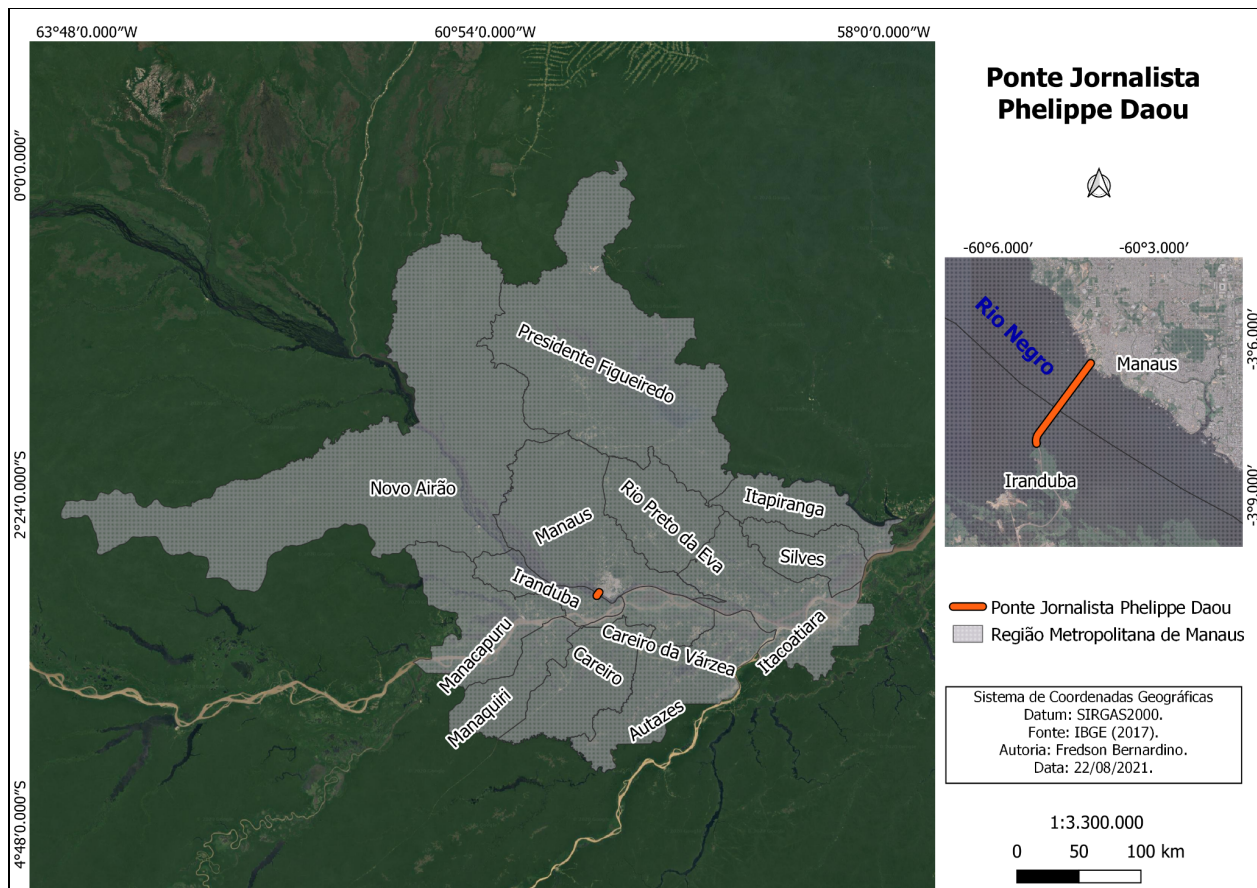 63°48′0.000″W
60°54′0.000″W
58°0′0.000″W
0°0′0.000″
2°24′0.000″S
4°48′0.000″S
Presidente Figueiredo
Novo Airão
Manaus
Rio Preto da Eva
Itapiranga
Silves
Iranduba
Careiro da Várzea
Itacoatiara
Manacapuru
Careiro
Manaquiri
Autazes
Ponte Jornalista
Phelippe Daou
-60°6.000′
-60°3.000′
-3°6.000′
-3°9.000′
Rio Negro
Manaus
Iranduba
Ponte Jornalista Phelippe Daou
Região Metropolitana de Manaus
Sistema de Coordenadas Geográficas
Datum: SIRGAS2000.
Fonte: IBGE (2017).
Autoria: Fredson Bernardino.
Data: 22/08/2021.
1:3.300.000
0 50 100 km